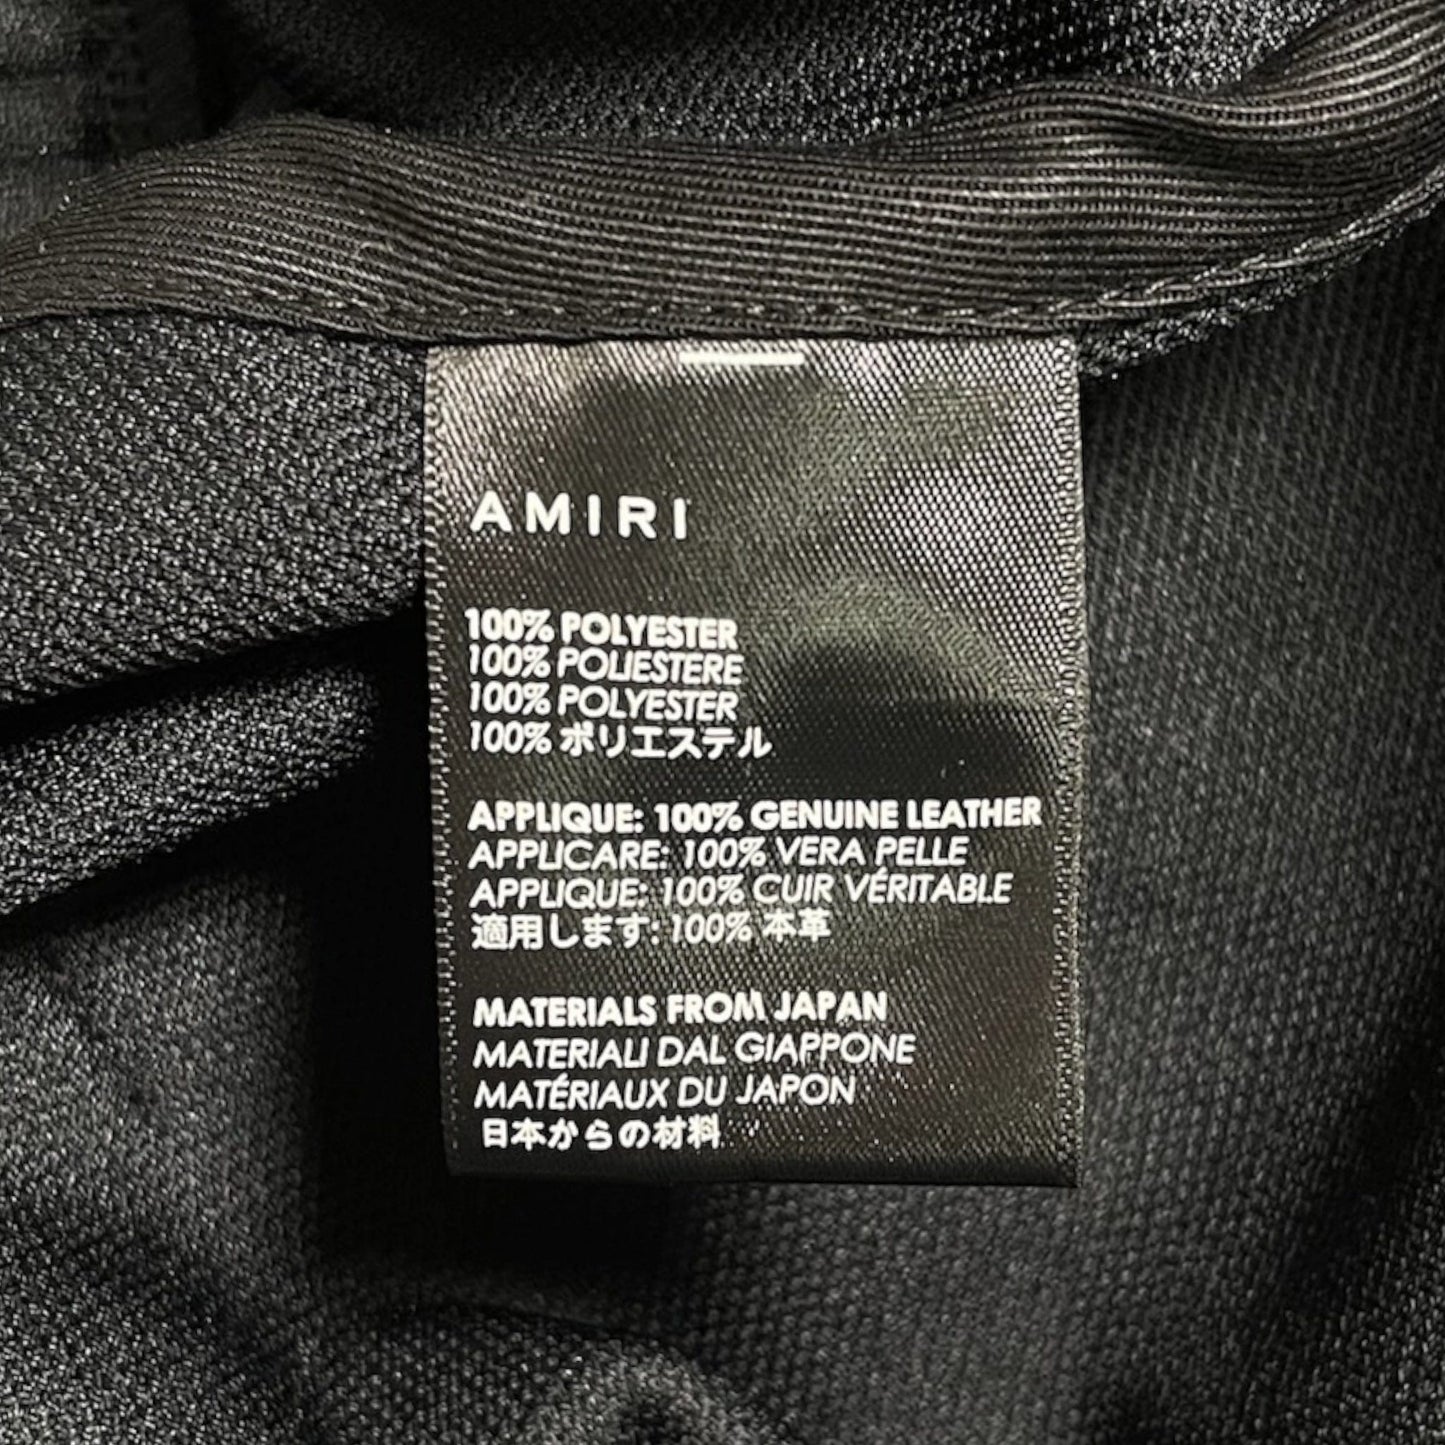 AMIRI
100% POLYESTER
100% POLIESTERE
100% POLYESTER
100% ポリエステル
APPLIQUE: 100% GENUINE LEATHER
APPLICARE: 100% VERA PELLE
APPLIQUE: 100% CUIR VÉRITABLE
適用します: 100% 本革
MATERIALS FROM JAPAN
MATERIALI DAL GIAPPONE
MATÉRIAUX DU JAPON
日本からの材料